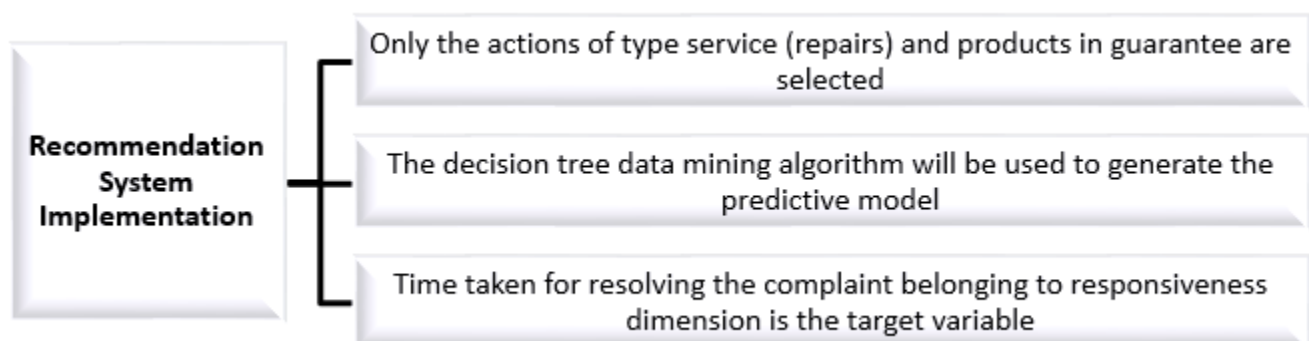 Recommendation
System
Implementation
Only the actions of type service (repairs) and products in guarantee are
selected
The decision tree data mining algorithm will be used to generate the
predictive model
Time taken for resolving the complaint belonging to responsiveness
dimension is the target variable